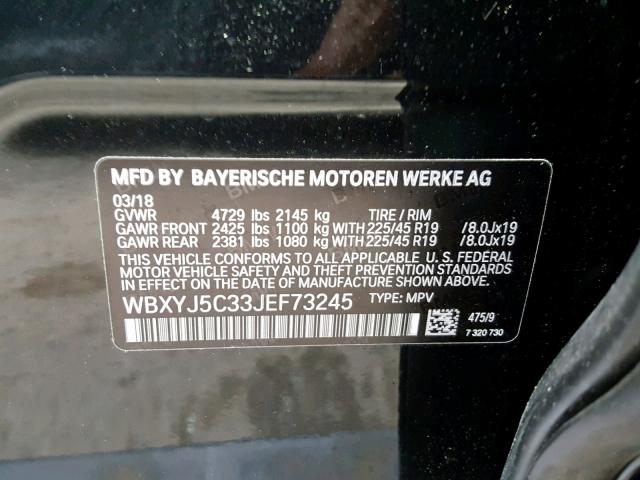 MFD BY BAYERISCHE MOTOREN WERKE AG
03/18
GVWR 4729 lbs 2145 kg TIRE / RIM
GAWR FRONT 2425 lbs 1100 kg WITH 225/45 R19 /8.0Jx19
GAWR REAR 2381 lbs 1080 kg WITH 225/45 R19 /8.0Jx19
THIS VEHICLE CONFORMS TO ALL APPLICABLE U.S. FEDERAL
MOTOR VEHICLE SAFETY, BUMPER, AND THEFT PREVENTION
STANDARDS IN EFFECT ON THE DATE OF MANUFACTURE SHOWN ABOVE.
WBXYJ5C33JEF73245 TYPE: MPV
475/9
7 320 730